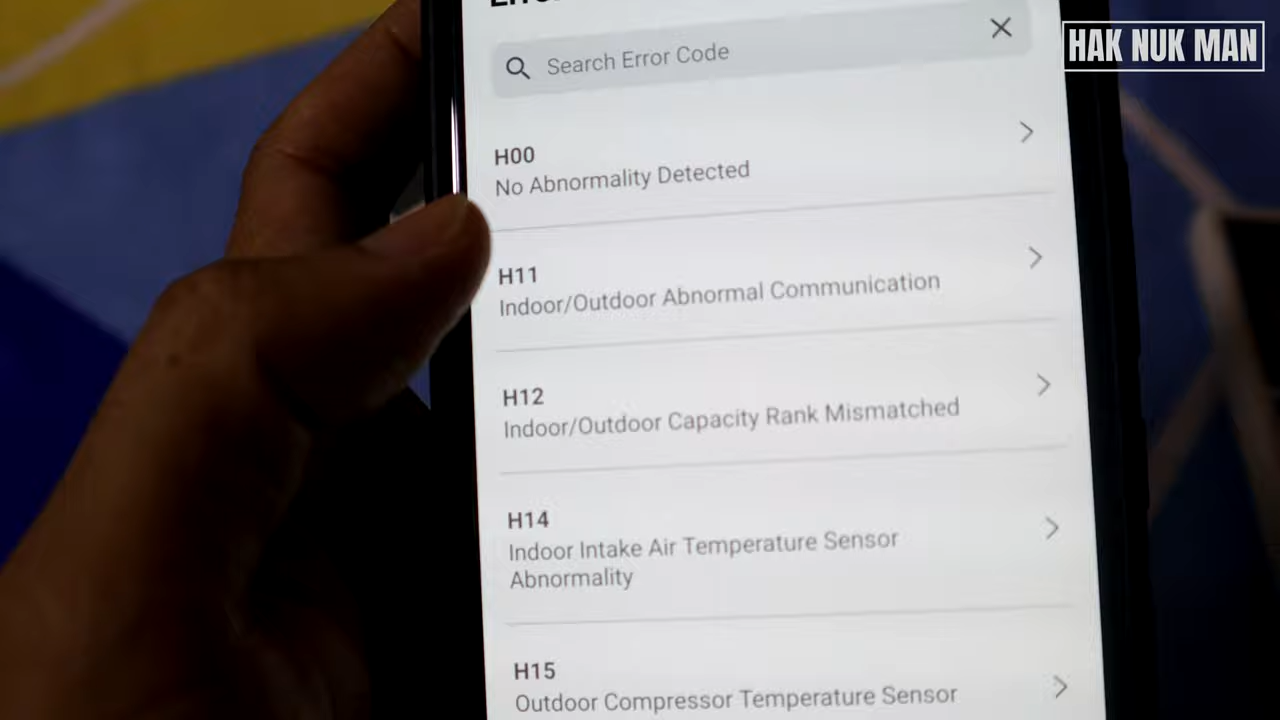 HAK NUK MAN
Search Error Code
H00
No Abnormality Detected
H11
Indoor/Outdoor Abnormal Communication
H12
Indoor/Outdoor Capacity Rank Mismatched
H14
Indoor Intake Air Temperature Sensor
Abnormality
H15
Outdoor Compressor Temperature Sensor